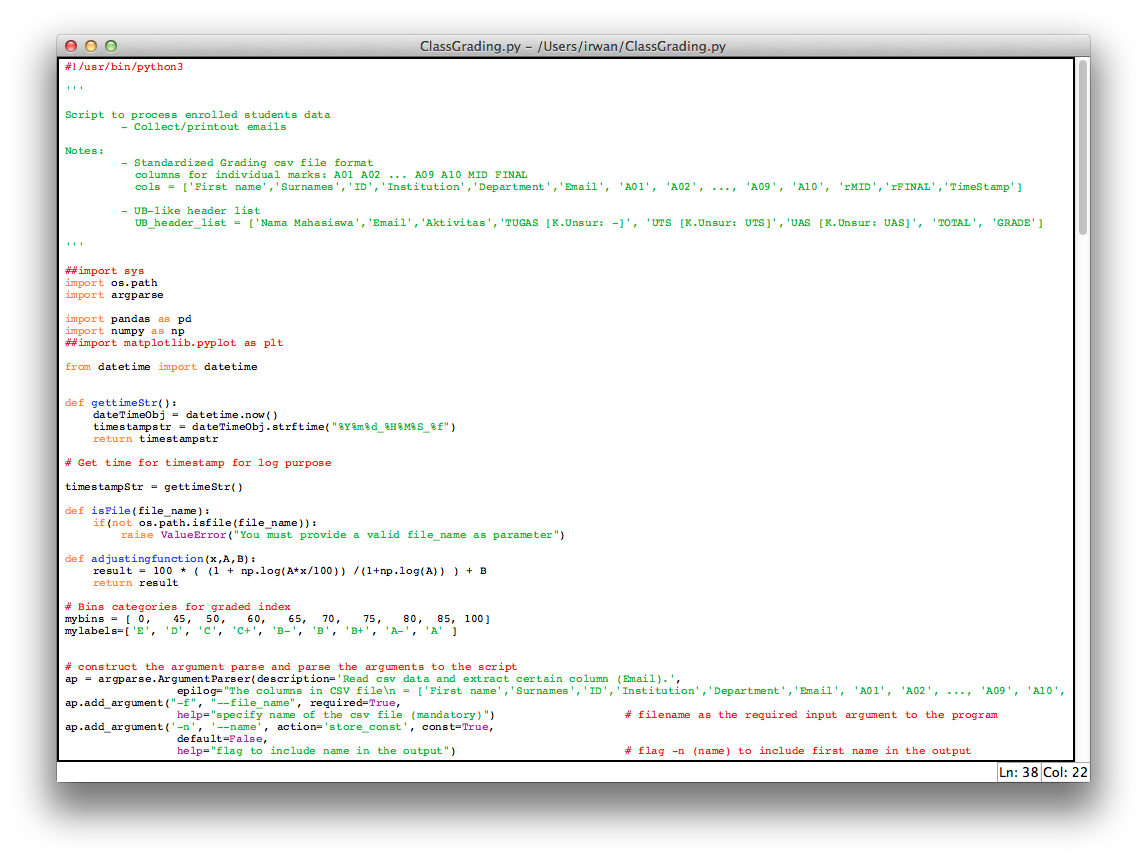 ClassGrading.py – /Users/irwan/ClassGrading.py
#!/usr/bin/python3
'''
Script to process enrolled students data
- Collect/printout emails
Notes:
- Standardized Grading csv file format
columns for individual marks: A01 A02 ... A09 A10 MID FINAL
cols = ['First name','Surnames','ID','Institution','Department','Email', 'A01', 'A02', ..., 'A09', 'A10', 'rMID','rFINAL','TimeStamp']
- UB-like header list
UB_header_list = ['Nama Mahasiswa','Email','Aktivitas','TUGAS [K.Unsur: -]', 'UTS [K.Unsur: UTS]','UAS [K.Unsur: UAS]', 'TOTAL', 'GRADE']
'''
##import sys
import os.path
import argparse
import pandas as pd
import numpy as np
##import matplotlib.pyplot as plt
from datetime import datetime
def gettimeStr():
dateTimeObj = datetime.now()
timestampstr = dateTimeObj.strftime("%Y%m%d_%H%M%S_%f")
return timestampstr
# Get time for timestamp for log purpose
timestampStr = gettimeStr()
def isFile(file_name):
if(not os.path.isfile(file_name)):
raise ValueError("You must provide a valid file_name as parameter")
def adjustingfunction(x,A,B):
result = 100 * ( (1 + np.log(A*x/100)) /(1+np.log(A)) ) + B
return result
# Bins categories for graded index
mybins = [ 0, 45, 50, 60, 65, 70, 75, 80, 85, 100]
mylabels=['E', 'D', 'C', 'C+', 'B-', 'B', 'B+', 'A-', 'A' ]
# construct the argument parse and parse the arguments to the script
ap = argparse.ArgumentParser(description='Read csv data and extract certain column (Email).',
epilog="The columns in CSV file\n = ['First name','Surnames','ID','Institution','Department','Email', 'A01', 'A02', ..., 'A09', 'A10',
ap.add_argument("-f", "--file_name", required=True,
help="specify name of the csv file (mandatory)") # filename as the required input argument to the program
ap.add_argument('-n', '--name', action='store_const', const=True,
default=False,
help="flag to include name in the output") # flag -n (name) to include first name in the output
Ln: 38 Col: 22